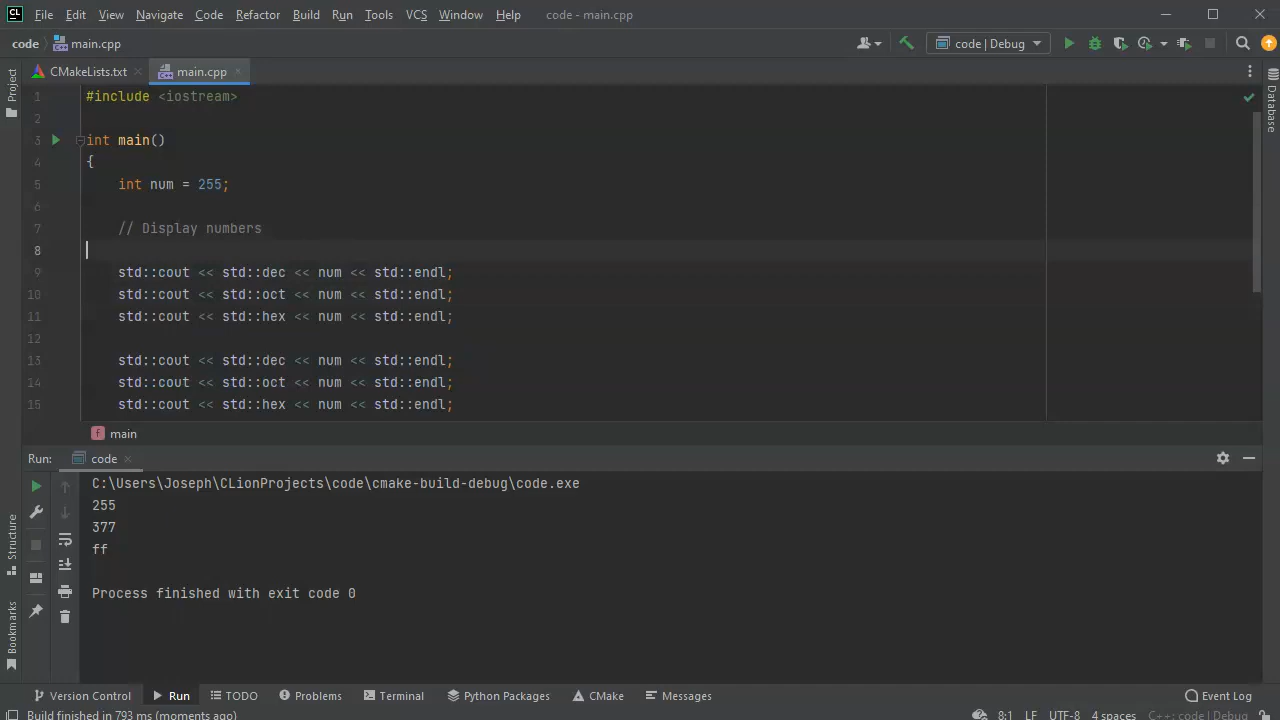 CL File Edit View Navigate Code Refactor Build Run Tools VCS Window Help code - main.cpp
code main.cpp code | Debug
CMakeLists.txt main.cpp
Project
Database
1 #include <iostream>
2
3 int main()
4 {
5 int num = 255;
6
7 // Display numbers
8
9 std::cout << std::dec << num << std::endl;
10 std::cout << std::oct << num << std::endl;
11 std::cout << std::hex << num << std::endl;
12
13 std::cout << std::dec << num << std::endl;
14 std::cout << std::oct << num << std::endl;
15 std::cout << std::hex << num << std::endl;
f main
Run: code
C:\Users\Joseph\CLionProjects\code\cmake-build-debug\code.exe
255
377
ff
Process finished with exit code 0
Structure
Bookmarks
Version Control Run TODO Problems Terminal Python Packages CMake Messages Event Log
Build finished in 793 ms (moments ago) 8:1 LF UTF-8 4 spaces C++: code | Debug